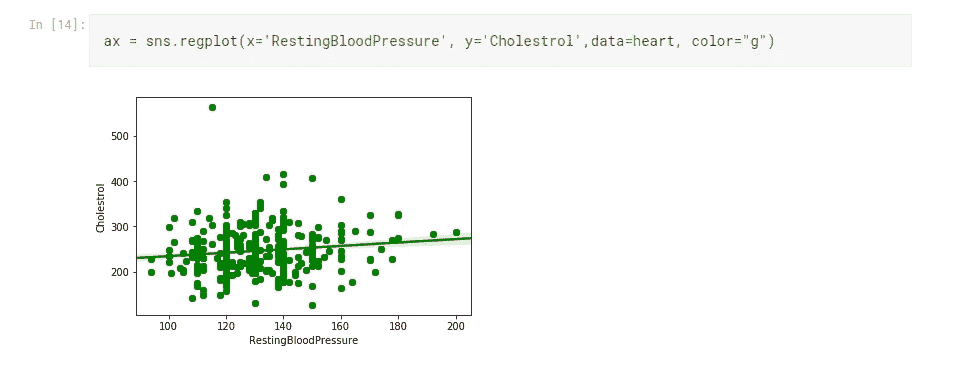 In [14]:
ax = sns.regplot(x='RestingBloodPressure', y='Cholestrol',data=heart, color="g")
500
400
300
200
Cholestrol
100 120 140 160 180 200
RestingBloodPressure